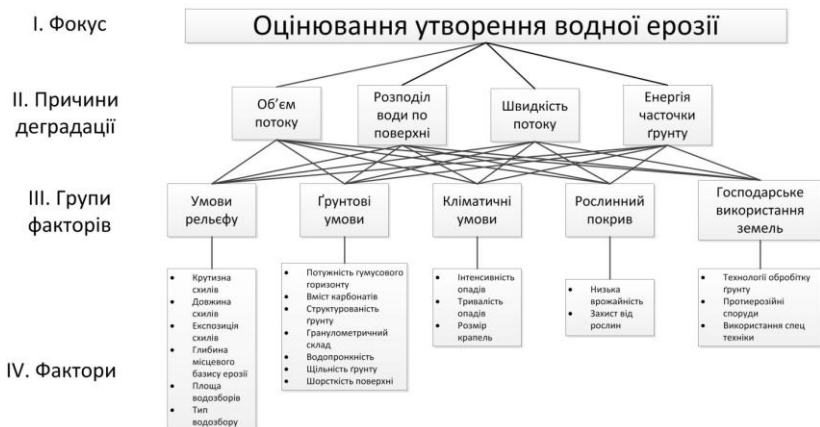 І. Фокус
Оцінювання утворення водної ерозії
ІІ. Причини
деградації
Об’єм
потоку
Розподіл
води по
поверхні
Швидкість
потоку
Енергія
часточки
ґрунту
ІІІ. Групи
факторів
Умови
рельєфу
Ґрунтові
умови
Кліматичні
умови
Рослинний
покрив
Господарське
використання
земель
IV. Фактори
• Крутизна
схилів
• Довжина
схилів
• Експозиція
схилів
• Глибина
місцевого
базису ерозії
• Площа
водозборів
• Тип
водозбору
• Потужність гумусового
горизонту
• Вміст карбонатів
• Структурованість
ґрунту
• Гранулометричний
склад
• Водопронкність
• Щільність ґрунту
• Шорсткість поверхні
• Інтенсивність
опадів
• Тривалість
опадів
• Розмір
крапель
• Низька
врожайність
• Захист від
рослин
• Технології обробітку
ґрунту
• Протиерозійні
споруди
• Використання спец
техніки